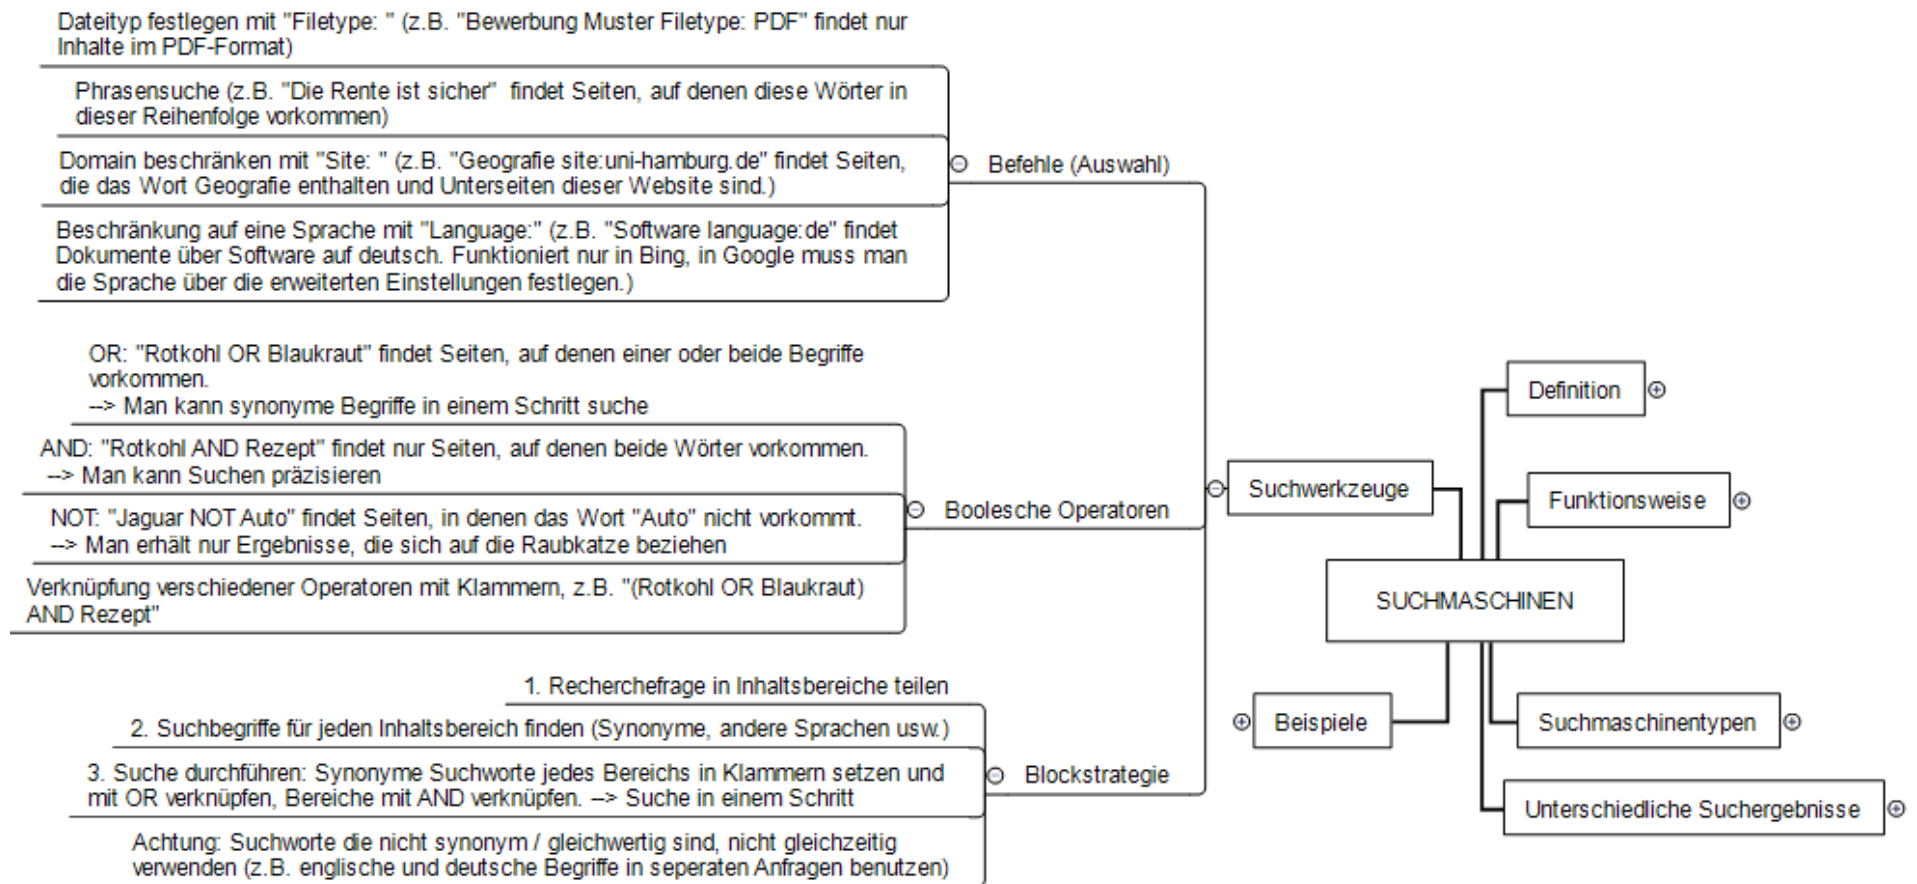 Dateityp festlegen mit "Filetype: " (z.B. "Bewerbung Muster Filetype: PDF" findet nur
Inhalte im PDF-Format)
Phrasensuche (z.B. "Die Rente ist sicher"  findet Seiten, auf denen diese Wörter in
dieser Reihenfolge vorkommen)
Domain beschränken mit "Site: " (z.B. "Geografie site:uni-hamburg.de" findet Seiten,
die das Wort Geografie enthalten und Unterseiten dieser Website sind.)
Beschränkung auf eine Sprache mit "Language:" (z.B. "Software language:de" findet
Dokumente über Software auf deutsch. Funktioniert nur in Bing, in Google muss man
die Sprache über die erweiterten Einstellungen festlegen.)
Befehle (Auswahl)
OR: "Rotkohl OR Blaukraut" findet Seiten, auf denen einer oder beide Begriffe
vorkommen.
--> Man kann synonyme Begriffe in einem Schritt suche
AND: "Rotkohl AND Rezept" findet nur Seiten, auf denen beide Wörter vorkommen.
--> Man kann Suchen präzisieren
NOT: "Jaguar NOT Auto" findet Seiten, in denen das Wort "Auto" nicht vorkommt.
--> Man erhält nur Ergebnisse, die sich auf die Raubkatze beziehen
Verknüpfung verschiedener Operatoren mit Klammern, z.B. "(Rotkohl OR Blaukraut)
AND Rezept"
Boolesche Operatoren
1. Recherchefrage in Inhaltsbereiche teilen
2. Suchbegriffe für jeden Inhaltsbereich finden (Synonyme, andere Sprachen usw.)
3. Suche durchführen: Synonyme Suchworte jedes Bereichs in Klammern setzen und
mit OR verknüpfen, Bereiche mit AND verknüpfen. --> Suche in einem Schritt
Achtung: Suchworte die nicht synonym / gleichwertig sind, nicht gleichzeitig
verwenden (z.B. englische und deutsche Begriffe in seperaten Anfragen benutzen)
Blockstrategie
Suchwerkzeuge
Definition
Funktionsweise
SUCHMASCHINEN
Beispiele
Suchmaschinentypen
Unterschiedliche Suchergebnisse